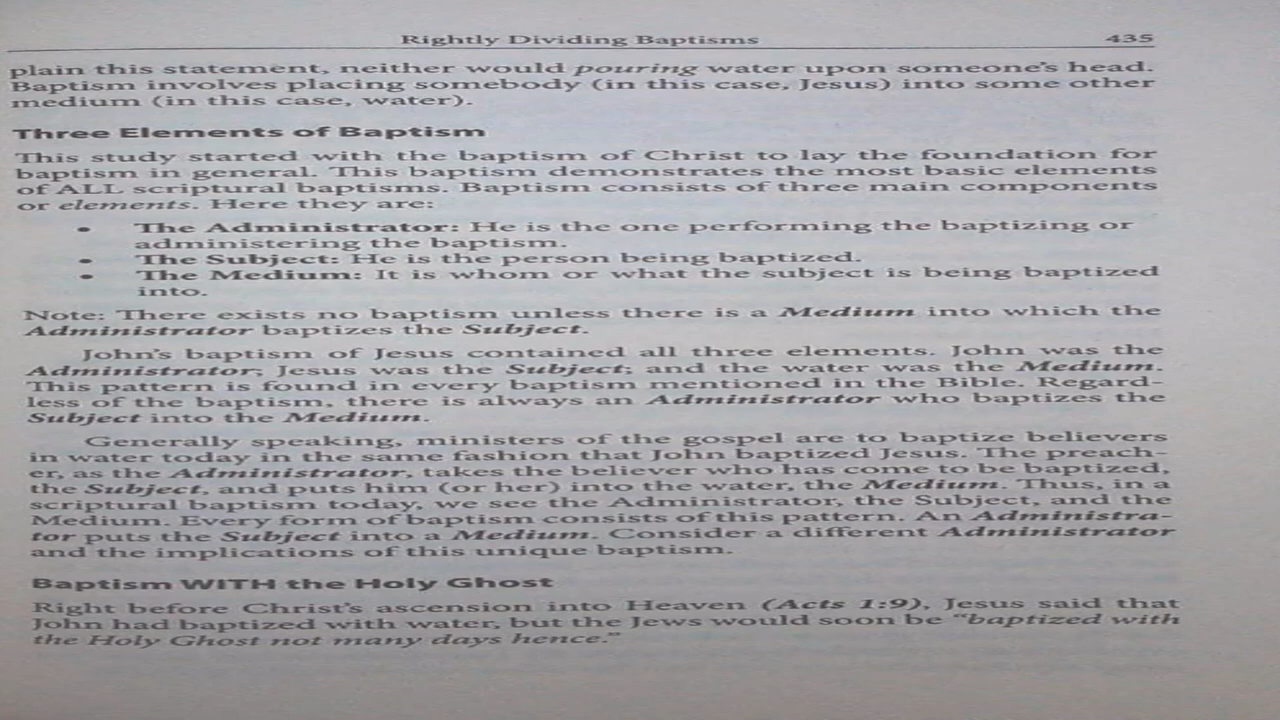 Rightly Dividing Baptisms 435
plain this statement, neither would pouring water upon someone's head.
Baptism involves placing somebody (in this case, Jesus) into some other
medium (in this case, water).
Three Elements of Baptism
This study started with the baptism of Christ to lay the foundation for
baptism in general. This baptism demonstrates the most basic elements
of ALL scriptural baptisms. Baptism consists of three main components
or elements. Here they are:
• The Administrator: He is the one performing the baptizing or
administering the baptism.
• The Subject: He is the person being baptized.
• The Medium: It is whom or what the subject is being baptized
into.
Note: There exists no baptism unless there is a Medium into which the
Administrator baptizes the Subject.
John's baptism of Jesus contained all three elements. John was the
Administrator; Jesus was the Subject; and the water was the Medium.
This pattern is found in every baptism mentioned in the Bible. Regard-
less of the baptism, there is always an Administrator who baptizes the
Subject into the Medium.
Generally speaking, ministers of the gospel are to baptize believers
in water today in the same fashion that John baptized Jesus. The preach-
er, as the Administrator, takes the believer who has come to be baptized,
the Subject, and puts him (or her) into the water, the Medium. Thus, in a
scriptural baptism today, we see the Administrator, the Subject, and the
Medium. Every form of baptism consists of this pattern. An Administra-
tor puts the Subject into a Medium. Consider a different Administrator
and the implications of this unique baptism.
Baptism WITH the Holy Ghost
Right before Christ's ascension into Heaven (Acts 1:9), Jesus said that
John had baptized with water, but the Jews would soon be "baptized with
the Holy Ghost not many days hence."